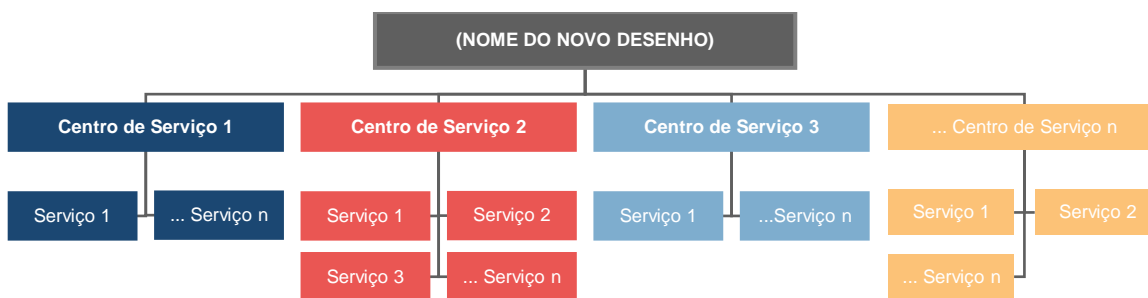 (NOME DO NOVO DESENHO)
Centro de Serviço 1
Centro de Serviço 2
Centro de Serviço 3
... Centro de Serviço n
Serviço 1
... Serviço n
Serviço 1
Serviço 2
Serviço 1
...Serviço n
Serviço 1
Serviço 2
Serviço 3
... Serviço n
... Serviço n